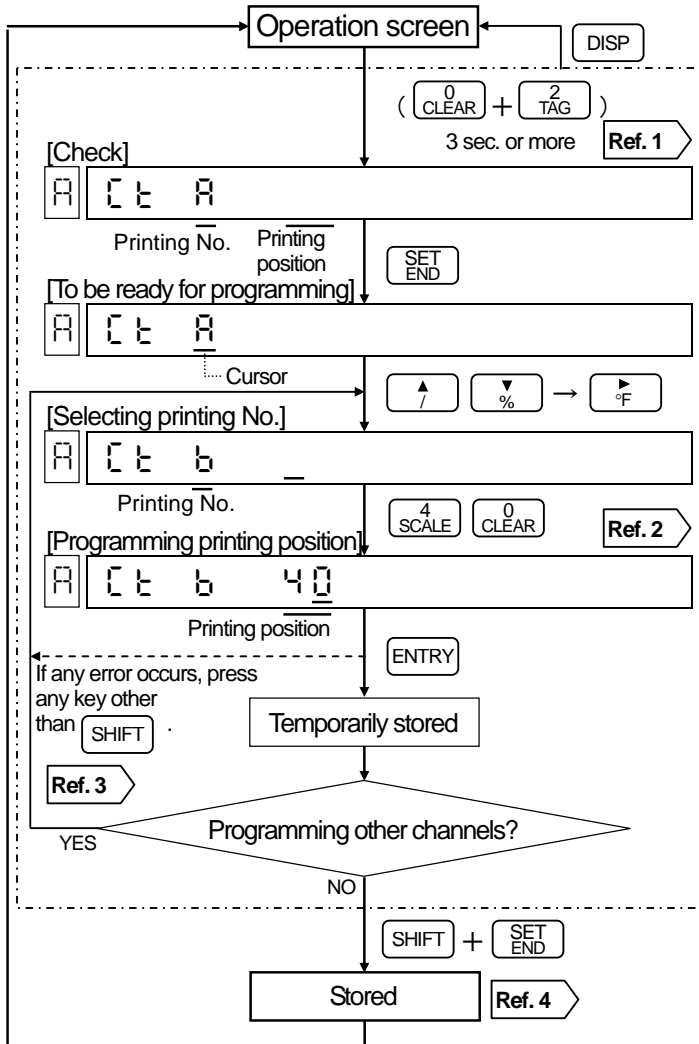 Operation screen
DISP
( 0 CLEAR + 2 TAG )
3 sec. or more Ref. 1
[Check]
A Ct A
Printing No. Printing position
SET END
[To be ready for programming]
A Ct A
Cursor
▲ / ▼ % → ► °F
[Selecting printing No.]
A Ct b _
Printing No.
4 SCALE 0 CLEAR Ref. 2
[Programming printing position]
A Ct b 40
Printing position
ENTRY
If any error occurs, press
any key other
than SHIFT .
Temporarily stored
Ref. 3
Programming other channels?
YES
NO
SHIFT + SET END
Stored Ref. 4